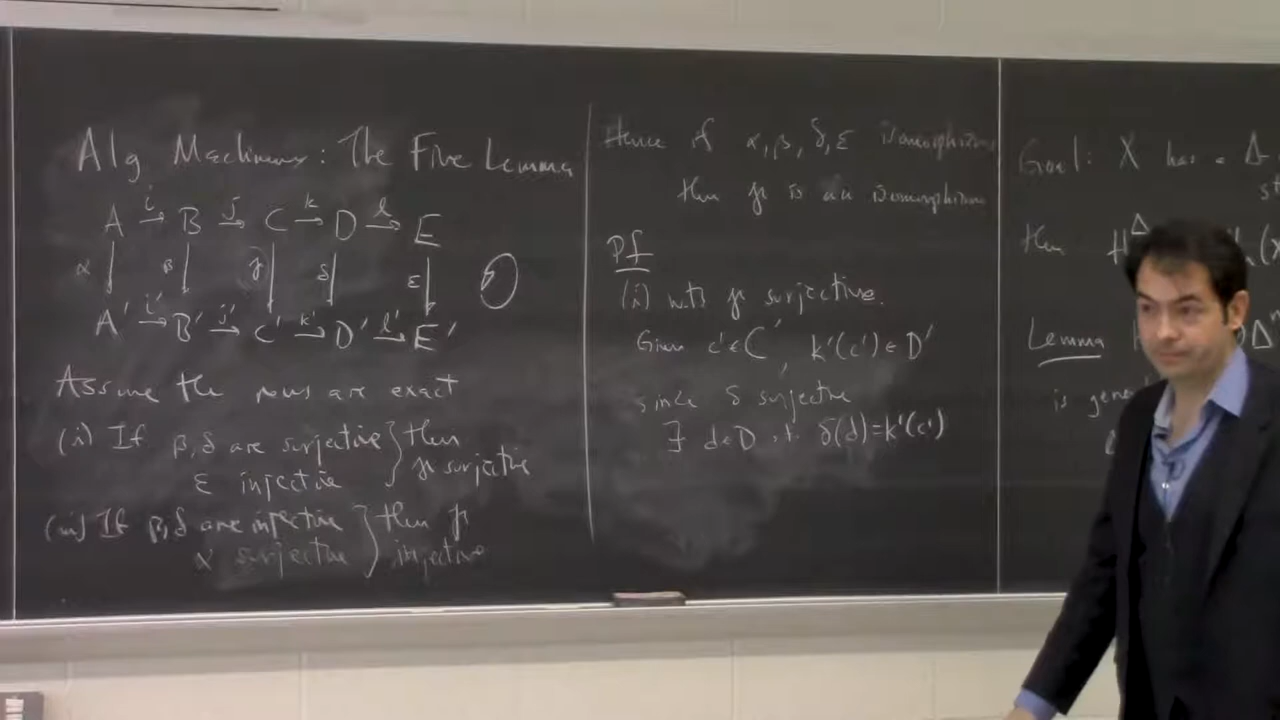 Alg Machinery: The Five Lemma
A i→ B j→ C k→ D l→ E
α β γ δ ε
A' i'→ B' j'→ C' k'→ D' l'→ E'
Assume the rows are exact
(i) If β, δ are surjective } then
ε injective γ surjective
(ii) If β, δ are injective } then γ
α surjective injective
Hence if α, β, δ, ε isomorphisms
then γ is an isomorphism
Pf
(i) wts γ surjective.
Given c' ∈ C', k'(c') ∈ D'
since δ surjective
∃ d ∈ D s.t. δ(d) = k'(c')
Goal: X has a Δ
then H^Δ
Lemma Δ^n
is gene